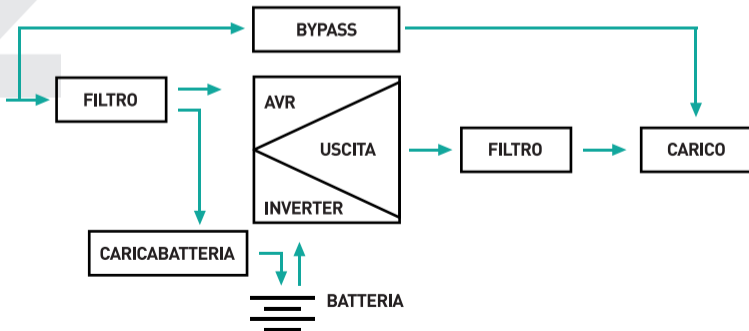 BYPASS
FILTRO
AVR
USCITA
INVERTER
FILTRO
CARICO
CARICABATTERIA
BATTERIA